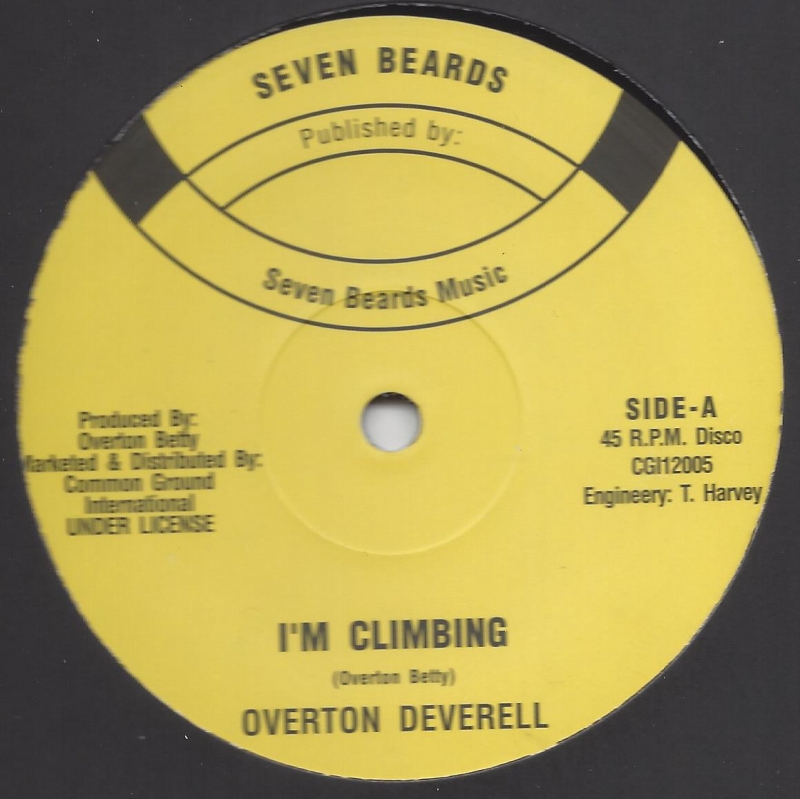 SEVEN BEARDS
Published by:
Seven Beards Music
Produced By:
Overton Betty
Marketed & Distributed By:
Common Ground
International
UNDER LICENSE
SIDE-A
45 R.P.M. Disco
CGI12005
Engineery: T. Harvey
I'M CLIMBING
(Overton Betty)
OVERTON DEVERELL